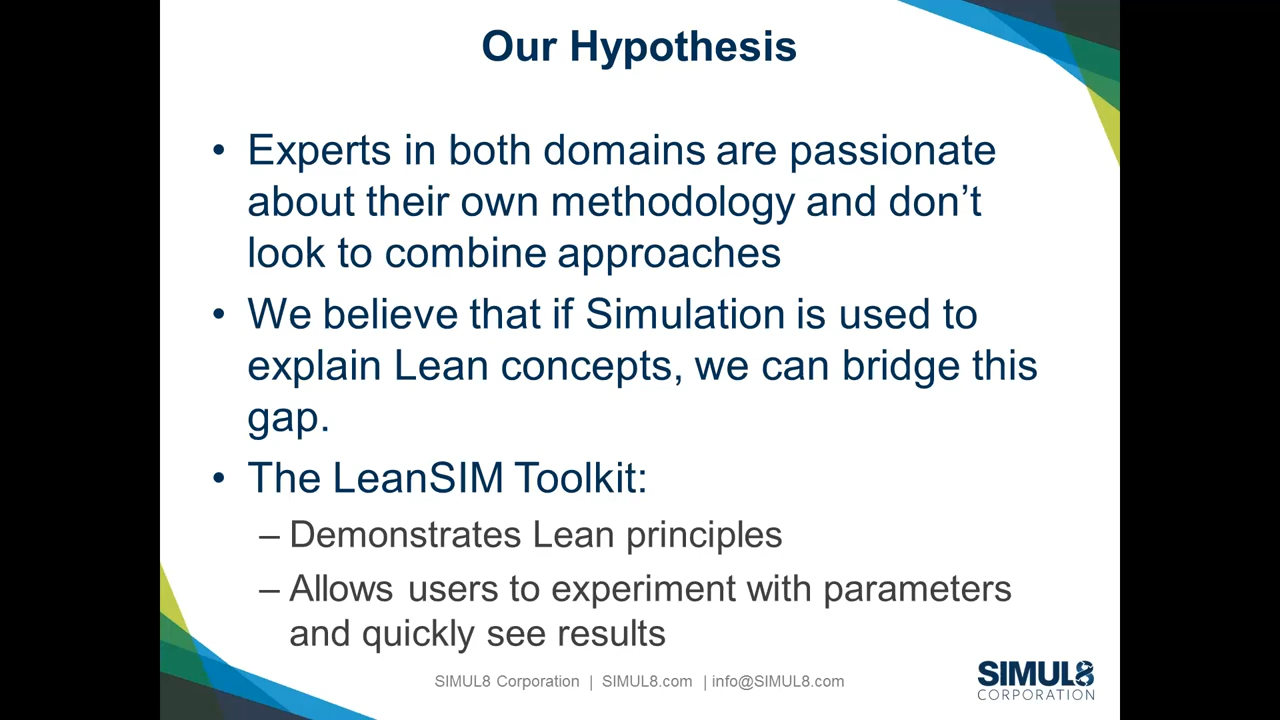 Our Hypothesis
• Experts in both domains are passionate
about their own methodology and don’t
look to combine approaches
• We believe that if Simulation is used to
explain Lean concepts, we can bridge this
gap.
• The LeanSIM Toolkit:
– Demonstrates Lean principles
– Allows users to experiment with parameters
and quickly see results
SIMUL8 Corporation | SIMUL8.com | info@SIMUL8.com
SIMUL8
CORPORATION